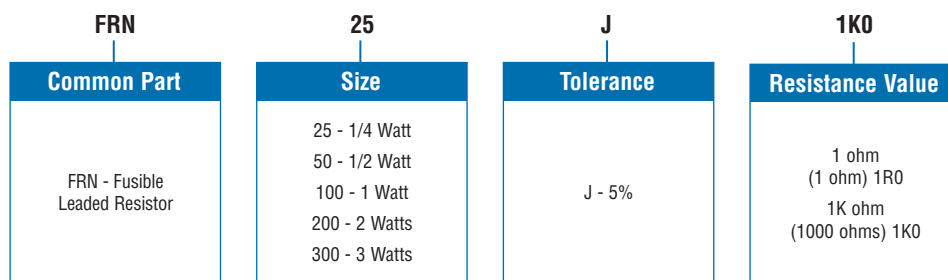 FRN
25
J
1K0
Common Part
Size
Tolerance
Resistance Value
FRN - Fusible
Leaded Resistor
25 - 1/4 Watt
50 - 1/2 Watt
100 - 1 Watt
200 - 2 Watts
300 - 3 Watts
J - 5%
1 ohm
(1 ohm) 1R0
1K ohm
(1000 ohms) 1K0